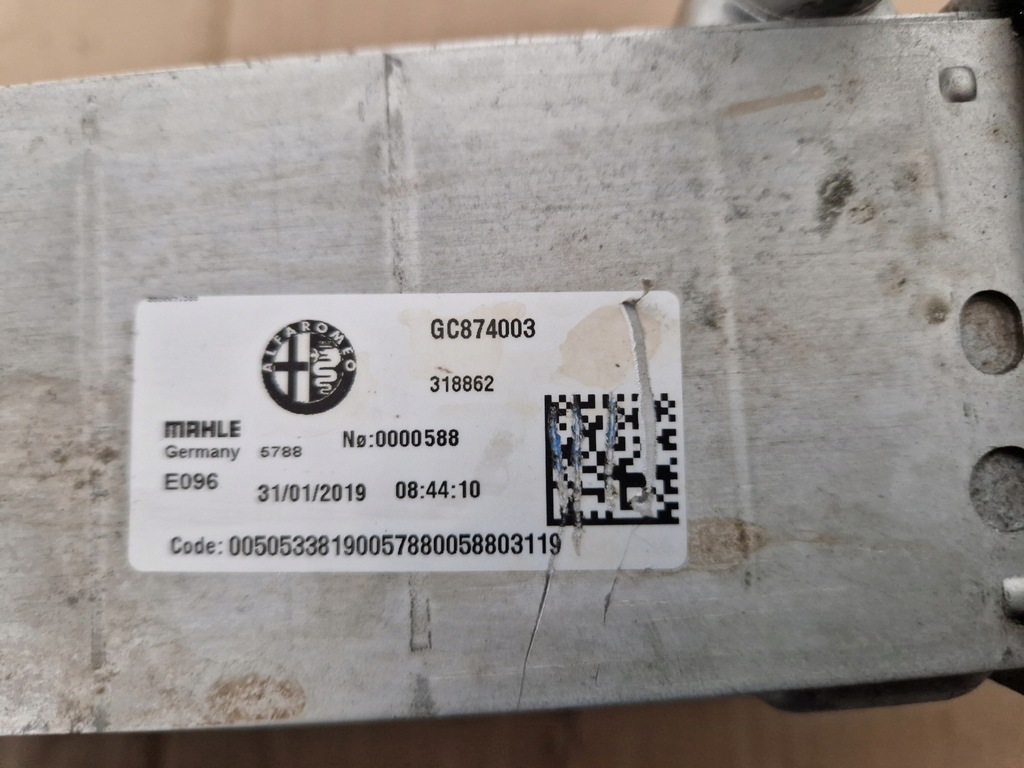 ALFA ROMEO
GC874003
318862
MAHLE
Germany 5788
Nø:0000588
E096
31/01/2019 08:44:10
Code: 00505338190057880058803119